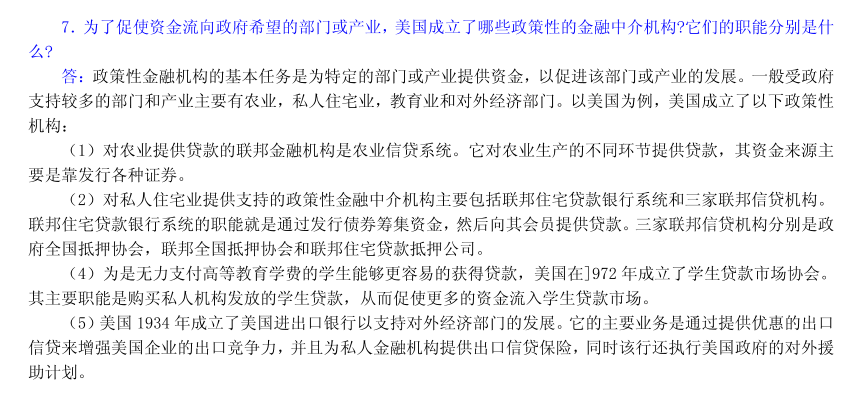 7．为了促使资金流向政府希望的部门或产业，美国成立了哪些政策性的金融中介机构?它们的职能分别是什
么?
答：政策性金融机构的基本任务是为特定的部门或产业提供资金，以促进该部门或产业的发展。一般受政府
支持较多的部门和产业主要有农业，私人住宅业，教育业和对外经济部门。以美国为例，美国成立了以下政策性
机构：
（1）对农业提供贷款的联邦金融机构是农业信贷系统。它对农业生产的不同环节提供贷款，其资金来源主
要是靠发行各种证券。
（2）对私人住宅业提供支持的政策性金融中介机构主要包括联邦住宅贷款银行系统和三家联邦信贷机构。
联邦住宅贷款银行系统的职能就是通过发行债券筹集资金，然后向其会员提供贷款。三家联邦信贷机构分别是政
府全国抵押协会，联邦全国抵押协会和联邦住宅贷款抵押公司。
（4）为是无力支付高等教育学费的学生能够更容易的获得贷款，美国在]972 年成立了学生贷款市场协会。
其主要职能是购买私人机构发放的学生贷款，从而促使更多的资金流入学生贷款市场。
（5）美国 1934 年成立了美国进出口银行以支持对外经济部门的发展。它的主要业务是通过提供优惠的出口
信贷来增强美国企业的出口竞争力，并且为私人金融机构提供出口信贷保险，同时该行还执行美国政府的对外援
助计划。